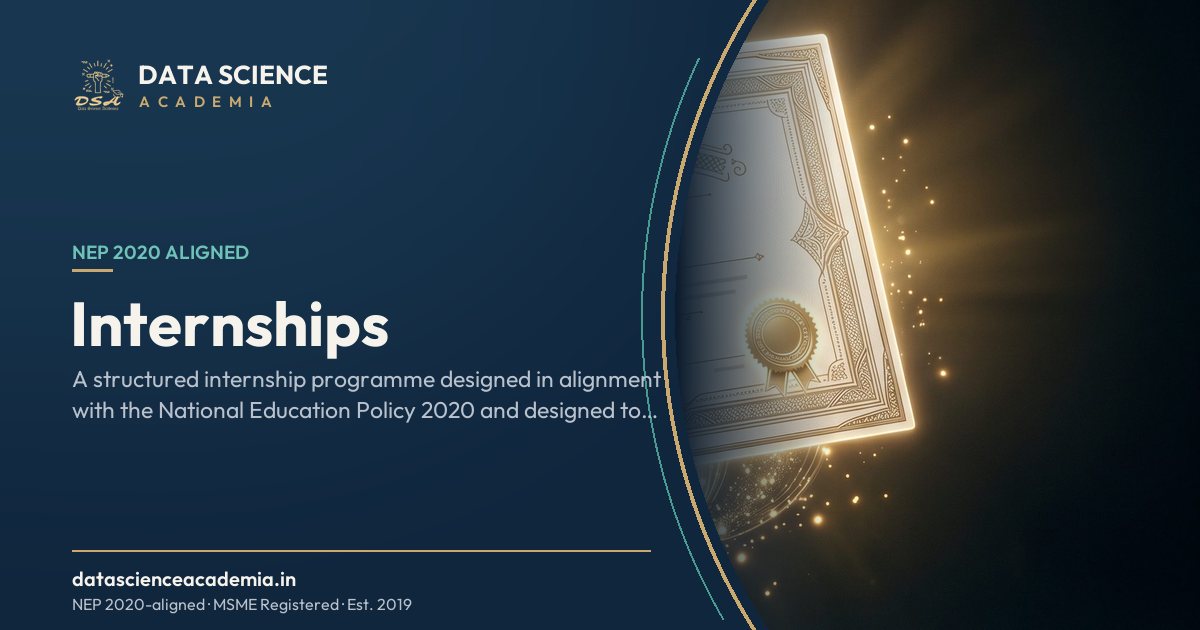 DSA
DATA SCIENCE
ACADEMIA
NEP 2020 ALIGNED
Internships
A structured internship programme designed in alignment
with the National Education Policy 2020 and designed to...
datascienceacademia.in
NEP 2020-aligned · MSME Registered · Est. 2019